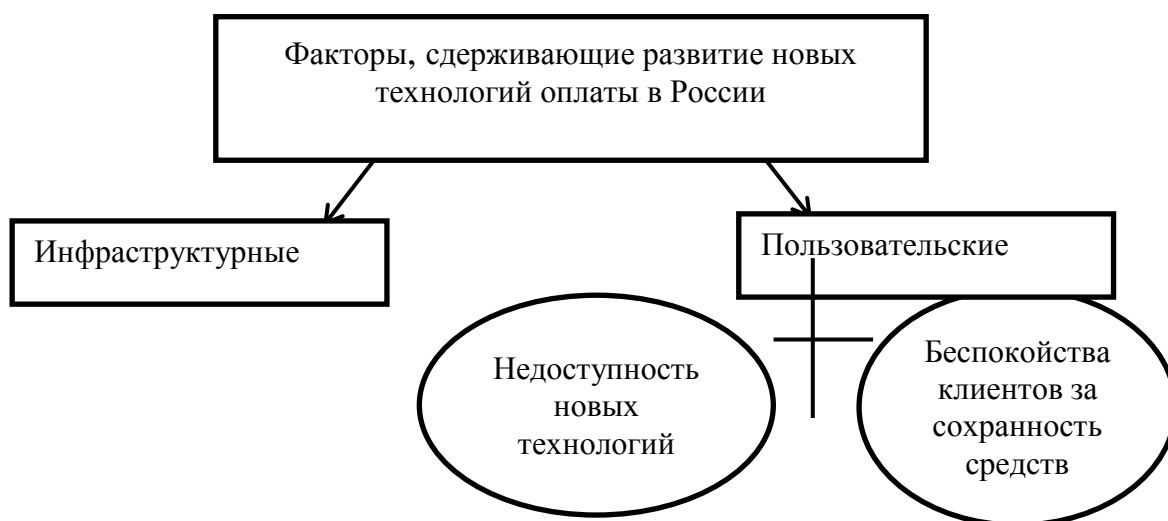 Факторы, сдерживающие развитие новых
технологий оплаты в России
Инфраструктурные
Пользовательские
Недоступность
новых
технологий
Беспокойства
клиентов за
сохранность
средств